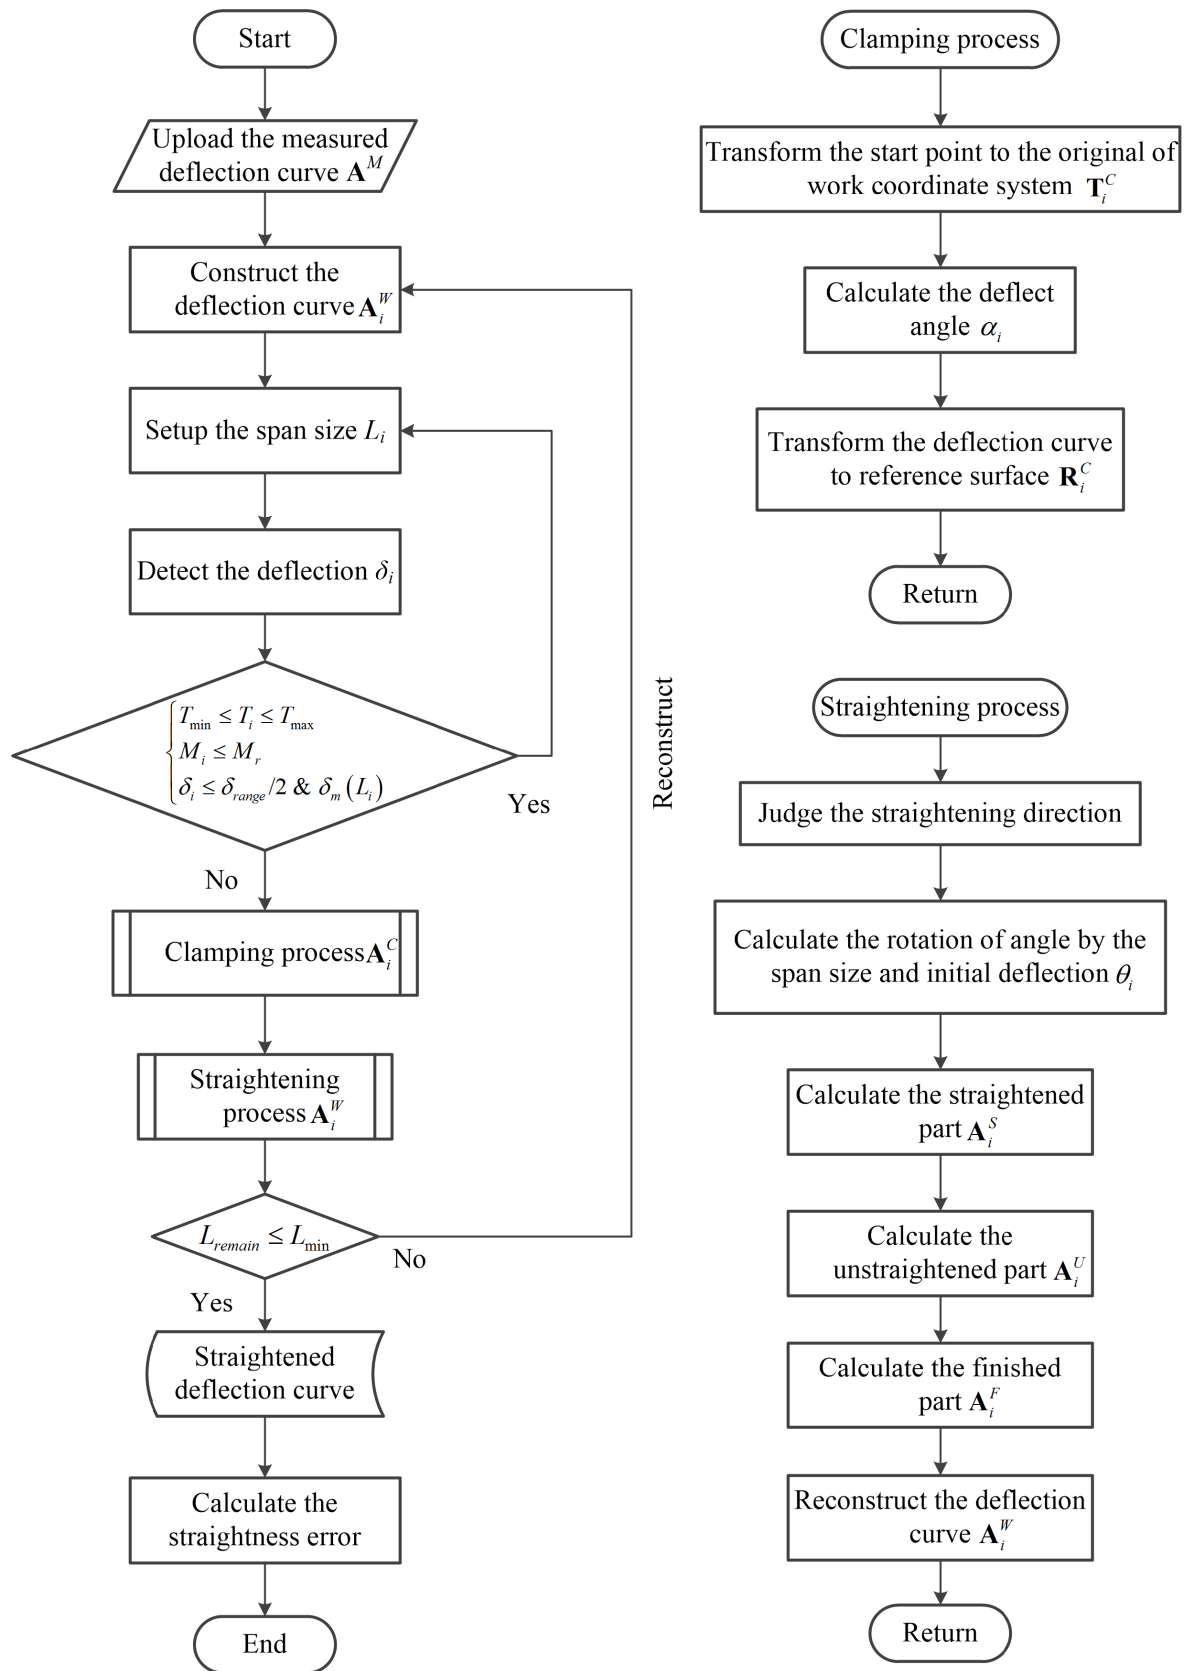 Start
Upload the measured
deflection curve A^M
Construct the
deflection curve A_i^W
Setup the span size L_i
Detect the deflection δ_i
T_min ≤ T_i ≤ T_max
M_i ≤ M_r
δ_i ≤ δ_range/2 & δ_m(L_i)
Yes
No
Clamping process A_i^C
Straightening
process A_i^W
L_remain ≤ L_min
No
Yes
Straightened
deflection curve
Calculate the
straightness error
End
Reconstruct
Clamping process
Transform the start point to the original of
work coordinate system T_i^C
Calculate the deflect
angle α_i
Transform the deflection curve
to reference surface R_i^C
Return
Straightening process
Judge the straightening direction
Calculate the rotation of angle by the
span size and initial deflection θ_i
Calculate the straightened
part A_i^S
Calculate the
unstraightened part A_i^U
Calculate the finished
part A_i^F
Reconstruct the deflection
curve A_i^W
Return